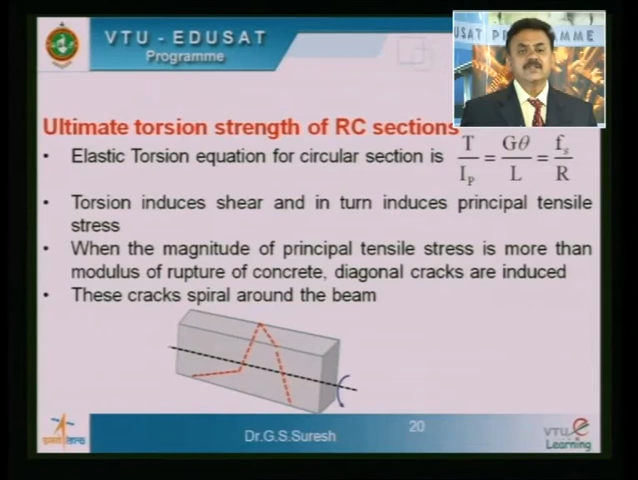 VTU - EDUSAT
Programme
USAT P
MME
Ultimate torsion strength of RC sections
• Elastic Torsion equation for circular section is T/I_P = Gθ/L = f_s/R
• Torsion induces shear and in turn induces principal tensile
stress
• When the magnitude of principal tensile stress is more than
modulus of rupture of concrete, diagonal cracks are induced
• These cracks spiral around the beam
Dr.G.S.Suresh
20
VTU e
Learning